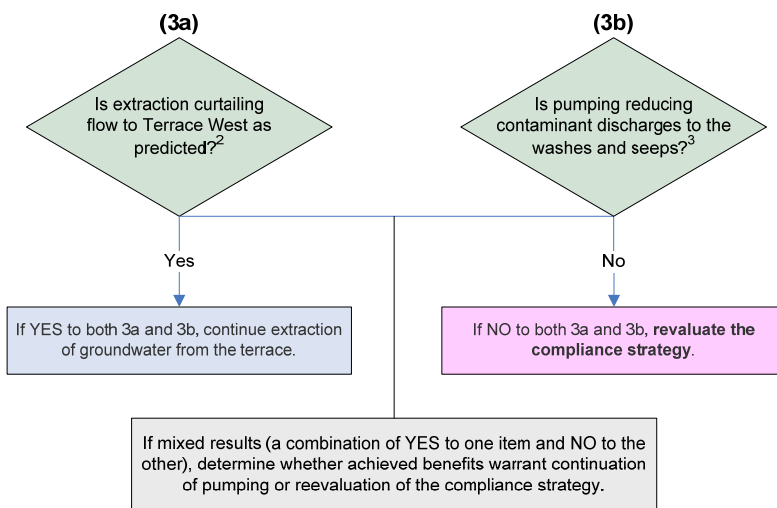 (3a)
Is extraction curtailing
flow to Terrace West as
predicted?2
(3b)
Is pumping reducing
contaminant discharges to the
washes and seeps?3
Yes
No
If YES to both 3a and 3b, continue extraction
of groundwater from the terrace.
If NO to both 3a and 3b, revaluate the
compliance strategy.
If mixed results (a combination of YES to one item and NO to the
other), determine whether achieved benefits warrant continuation
of pumping or reevaluation of the compliance strategy.